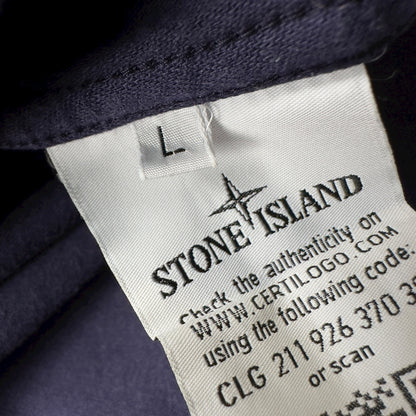 L
STONE ISLAND
Check the authenticity on
WWW.CERTILOGO.COM
using the following code:
CLG 211 926 370
or scan